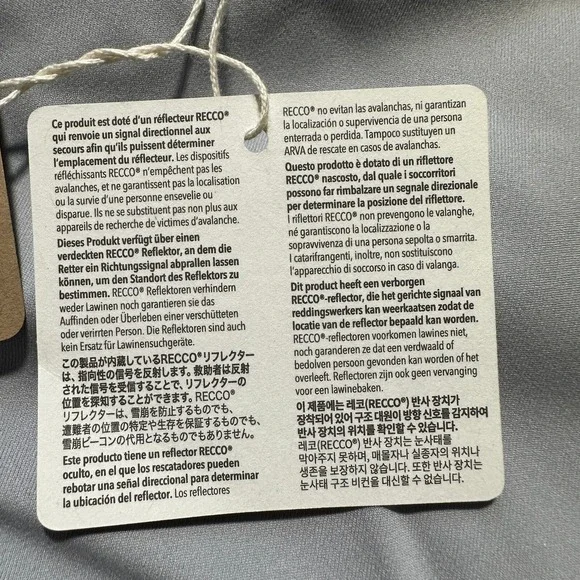 Ce produit est doté d'un réflecteur RECCO®
qui renvoie un signal directionnel aux
secours afin qu'ils puissent déterminer
l'emplacement du réflecteur. Les dispositifs
réfléchissants RECCO® n'empêchent pas les
avalanches, et ne garantissent pas la localisation
ou la survie d'une personne ensevelie ou
disparue. Ils ne se substituent pas non plus aux
appareils de recherche de victimes d'avalanche.
Dieses Produkt verfügt über einen
verdeckten RECCO® Reflektor, an dem die
Retter ein Richtungssignal abprallen lassen
können, um den Standort des Reflektors zu
bestimmen. RECCO® Reflektoren verhindern
weder Lawinen noch garantieren sie das
Auffinden oder Überleben einer verschütteten
oder verirrten Person. Die Reflektoren sind auch
kein Ersatz für Lawinensuchgeräte.
この製品が内蔵しているRECCO®リフレクター
は、指向性の信号を反射します。救助者は反射
された信号を受信することで、リフレクターの
位置を探知することができます。RECCO®
リフレクターは、雪崩を防止するものでも、
遭難者の位置の特定や生存を保証するものでも、
雪崩ビーコンの代用となるものでもありません。
Este producto tiene un reflector RECCO®
oculto, en el que los rescatadores pueden
rebotar una señal direccional para determinar
la ubicación del reflector. Los reflectores
RECCO® no evitan las avalanchas, ni garantizan
la localización o supervivencia de una persona
enterrada o perdida. Tampoco sustituyen un
ARVA de rescate en casos de avalanchas.
Questo prodotto è dotato di un riflettore
RECCO® nascosto, dal quale i soccorritori
possono far rimbalzare un segnale direzionale
per determinare la posizione del riflettore.
I riflettori RECCO® non prevengono le valanghe,
né garantiscono la localizzazione o la
sopravvivenza di una persona sepolta o smarrita.
I catarifrangenti, inoltre, non sostituiscono
l'apparecchio di soccorso in caso di valanga.
Dit product heeft een verborgen
RECCO®-reflector, die het gerichte signaal van
reddingswerkers kan weerkaatsen zodat de
locatie van de reflector bepaald kan worden.
RECCO®-reflectoren voorkomen lawines niet,
noch garanderen ze dat een verdwaald of
bedolven persoon gevonden kan worden of het
overleeft. Reflectoren zijn ook geen vervanging
voor een lawinebaken.
이 제품에는 레코(RECCO®) 반사 장치가
장착되어 있어 구조 대원이 방향 신호를 감지하여
반사 장치의 위치를 확인할 수 있습니다.
레코(RECCO®) 반사 장치는 눈사태를
막아주지 못하며, 매몰자나 실종자의 위치나
생존을 보장하지 않습니다. 또한 반사 장치는
눈사태 구조 비컨을 대신할 수 없습니다.